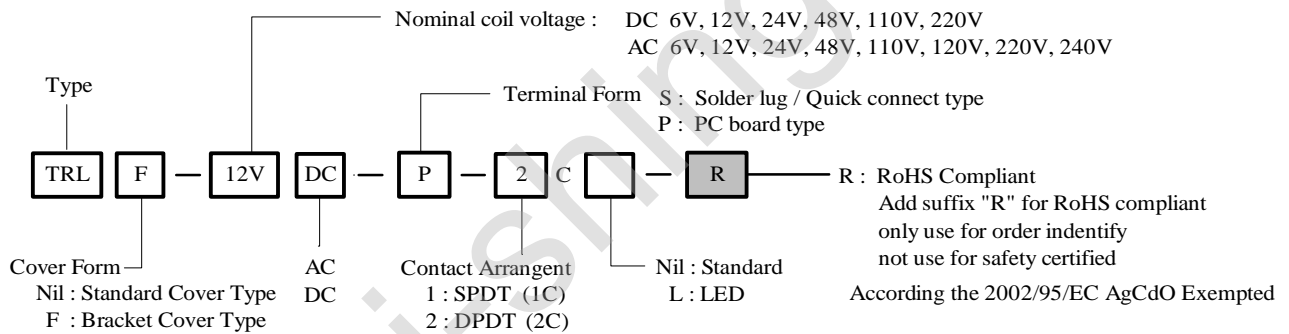 Nominal coil voltage : DC 6V, 12V, 24V, 48V, 110V, 220V
AC 6V, 12V, 24V, 48V, 110V, 120V, 220V, 240V
Type
Terminal Form S : Solder lug / Quick connect type
P : PC board type
TRL F — 12V DC — P — 2 C — R
R : RoHS Compliant
Add suffix "R" for RoHS compliant
only use for order indentify
not use for safety certified
According the 2002/95/EC AgCdO Exempted
Cover Form
Nil : Standard Cover Type
F : Bracket Cover Type
AC
DC
Contact Arrangent
1 : SPDT (1C)
2 : DPDT (2C)
Nil : Standard
L : LED
i-shing